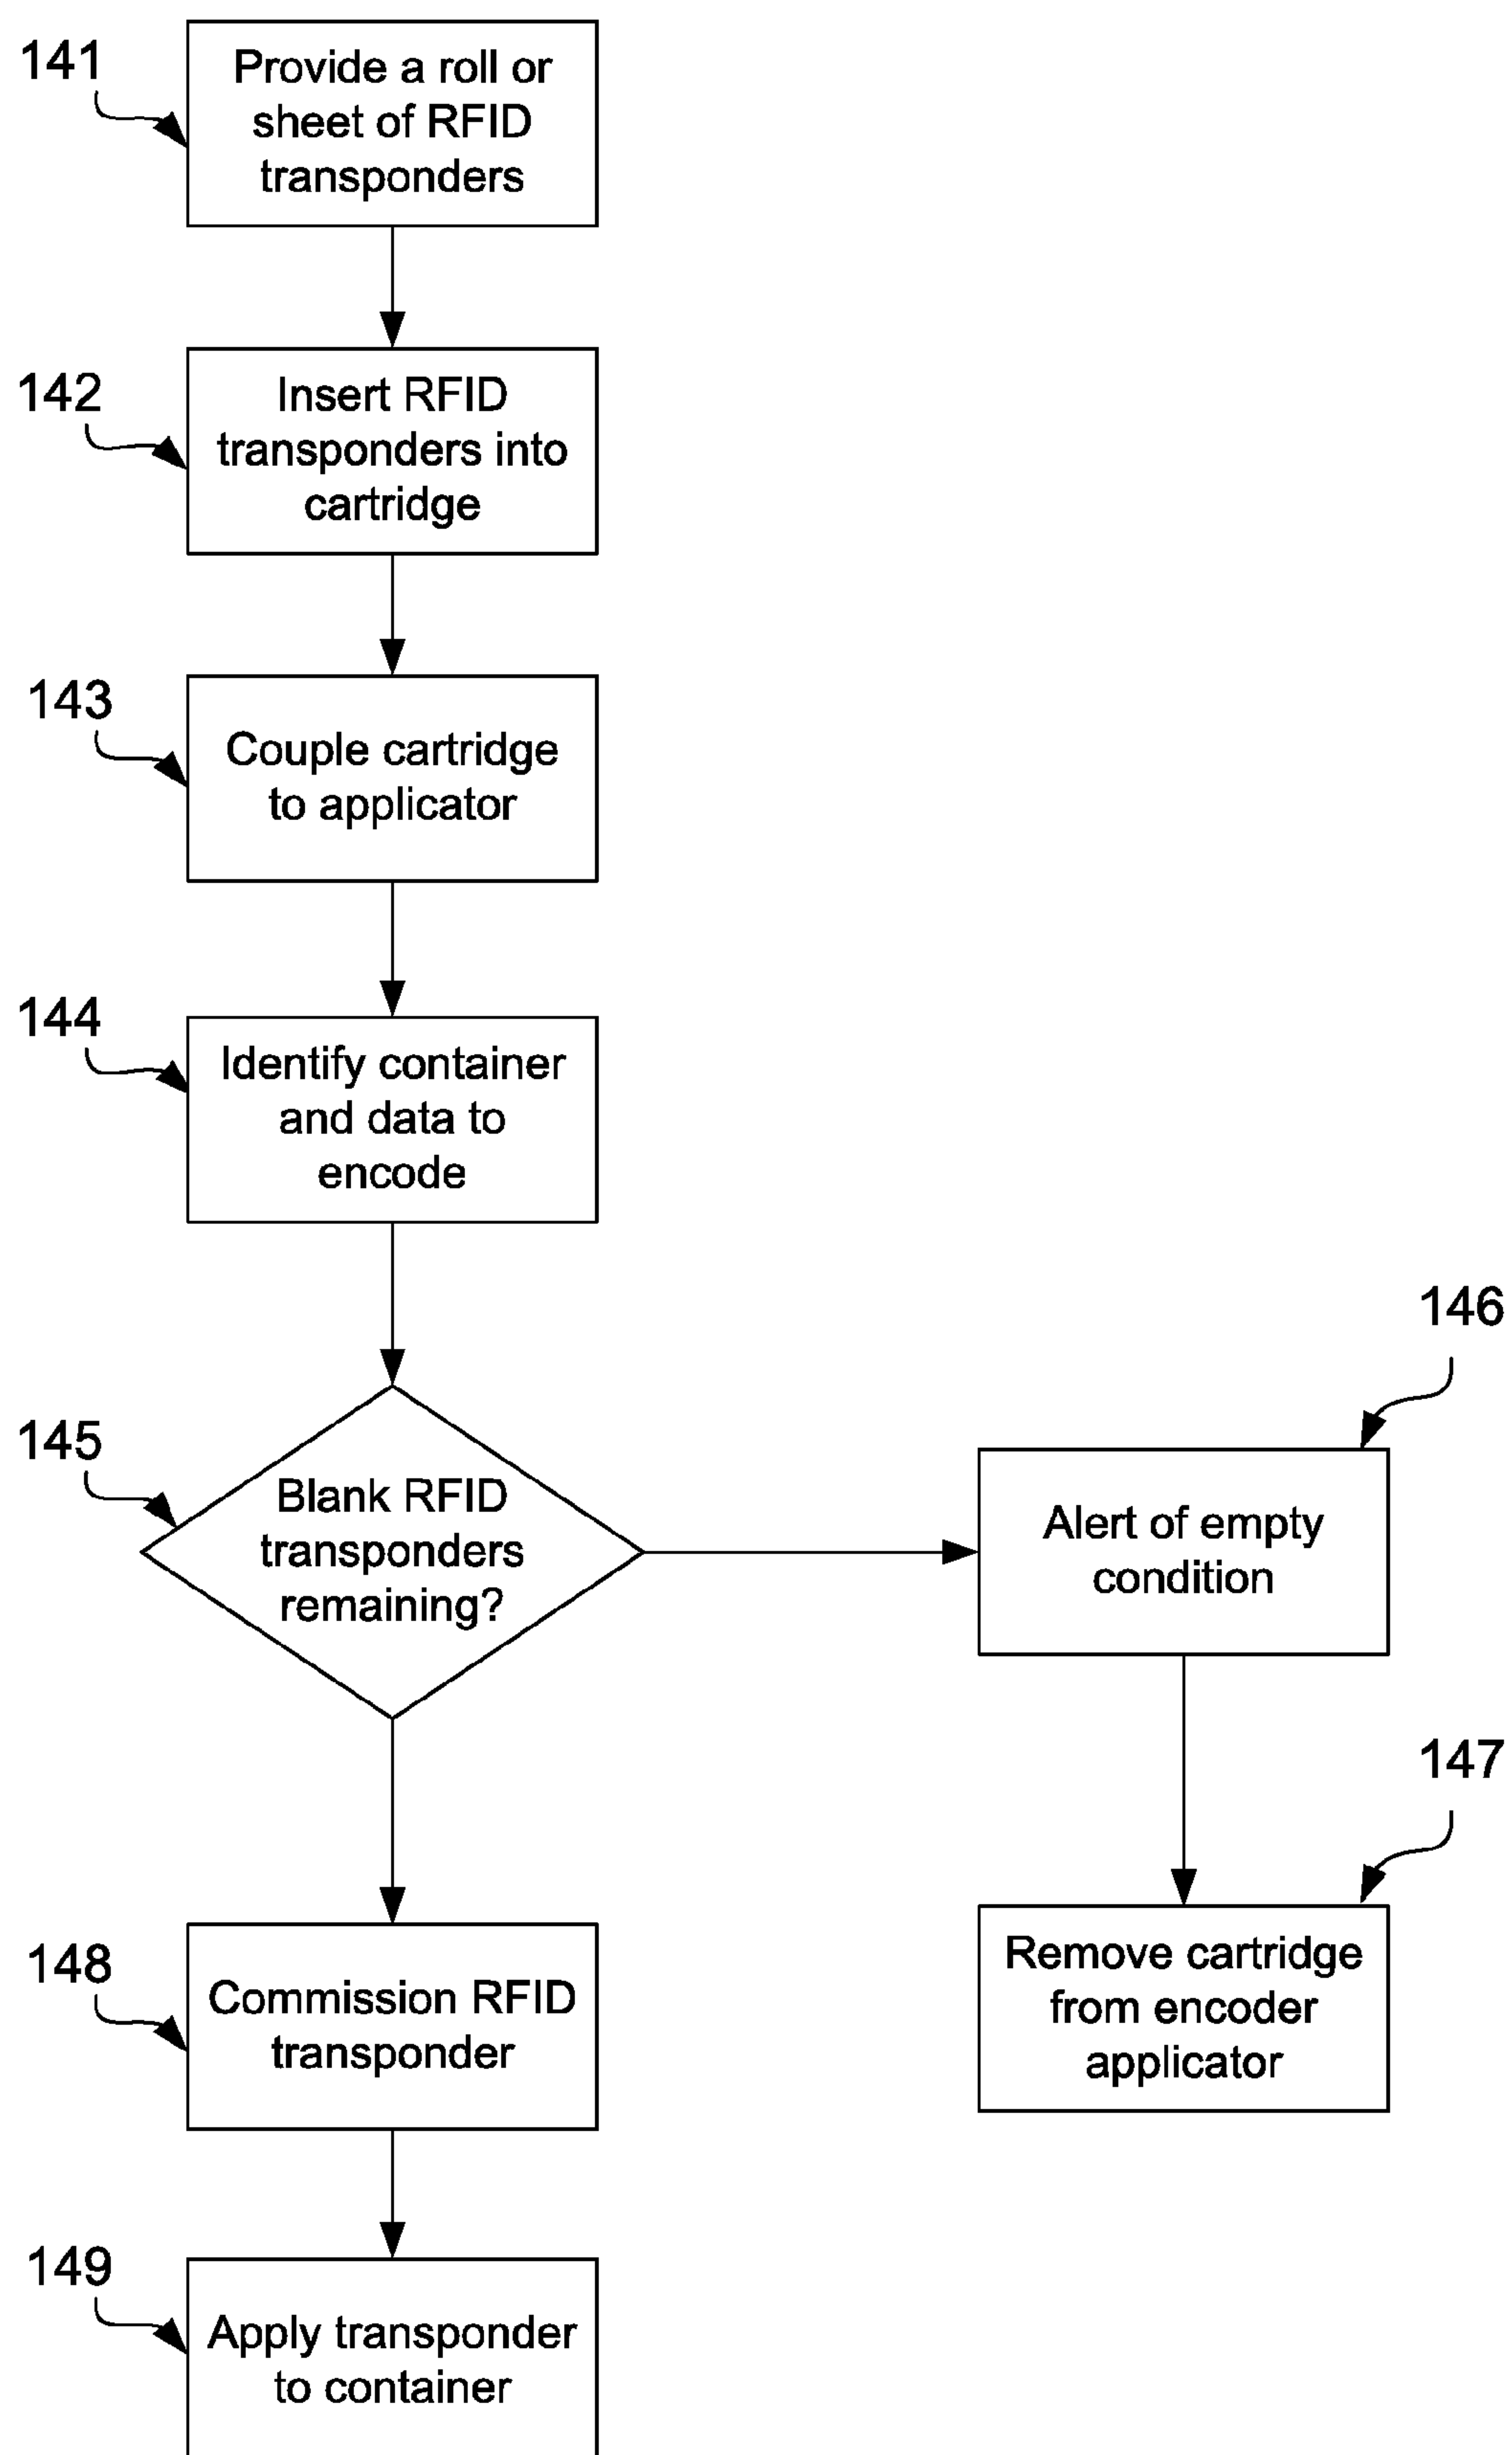 141
Provide a roll or
sheet of RFID
transponders
142
Insert RFID
transponders into
cartridge
143
Couple cartridge
to applicator
144
Identify container
and data to
encode
145
Blank RFID
transponders
remaining?
146
Alert of empty
condition
147
Remove cartridge
from encoder
applicator
148
Commission RFID
transponder
149
Apply transponder
to container